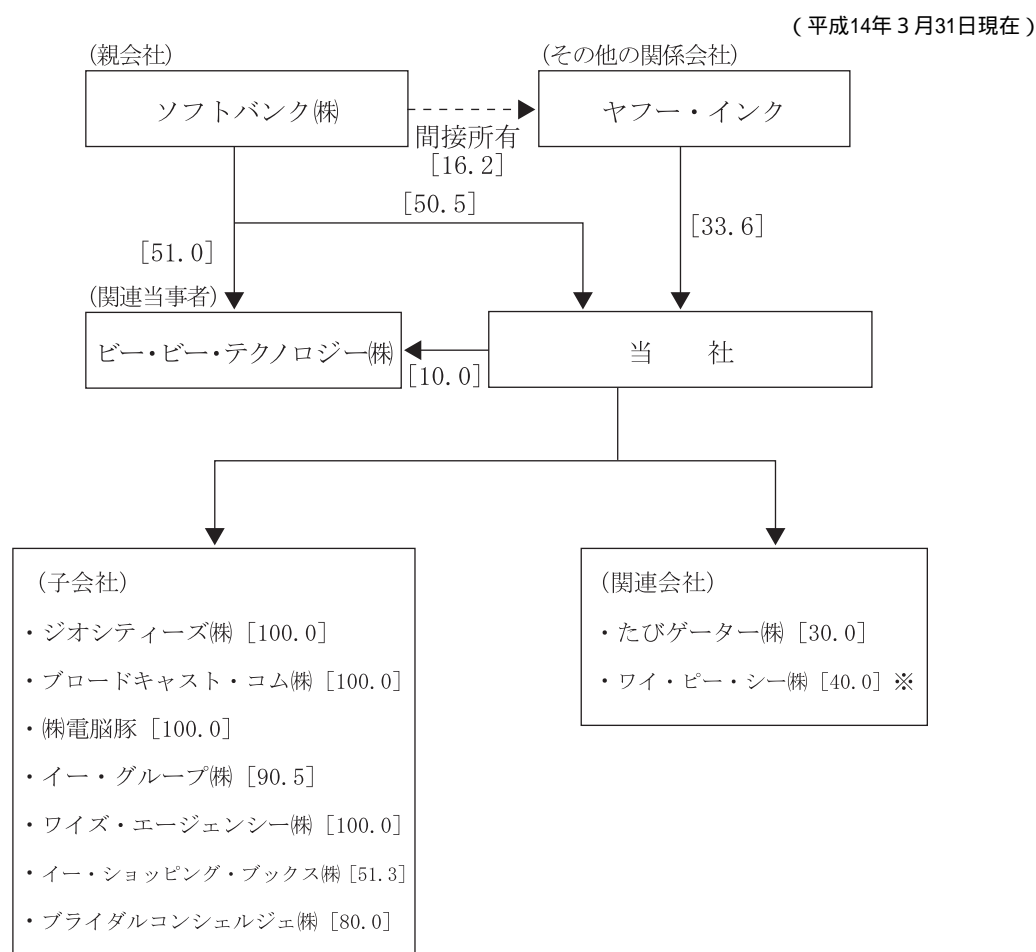 (平成14年3月31日現在)
(親会社)
(その他の関係会社)
ソフトバンク㈱
ヤフー・インク
間接所有
[16.2]
[50.5]
[33.6]
[51.0]
(関連当事者)
ビー・ビー・テクノロジー㈱
当 社
[10.0]
(子会社)
・ジオシティーズ㈱ [100.0]
・ブロードキャスト・コム㈱ [100.0]
・㈱電脳豚 [100.0]
・イー・グループ㈱ [90.5]
・ワイズ・エージェンシー㈱ [100.0]
・イー・ショッピング・ブックス㈱ [51.3]
・ブライダルコンシェルジェ㈱ [80.0]
(関連会社)
・たびゲーター㈱ [30.0]
・ワイ・ピー・シー㈱ [40.0] ※